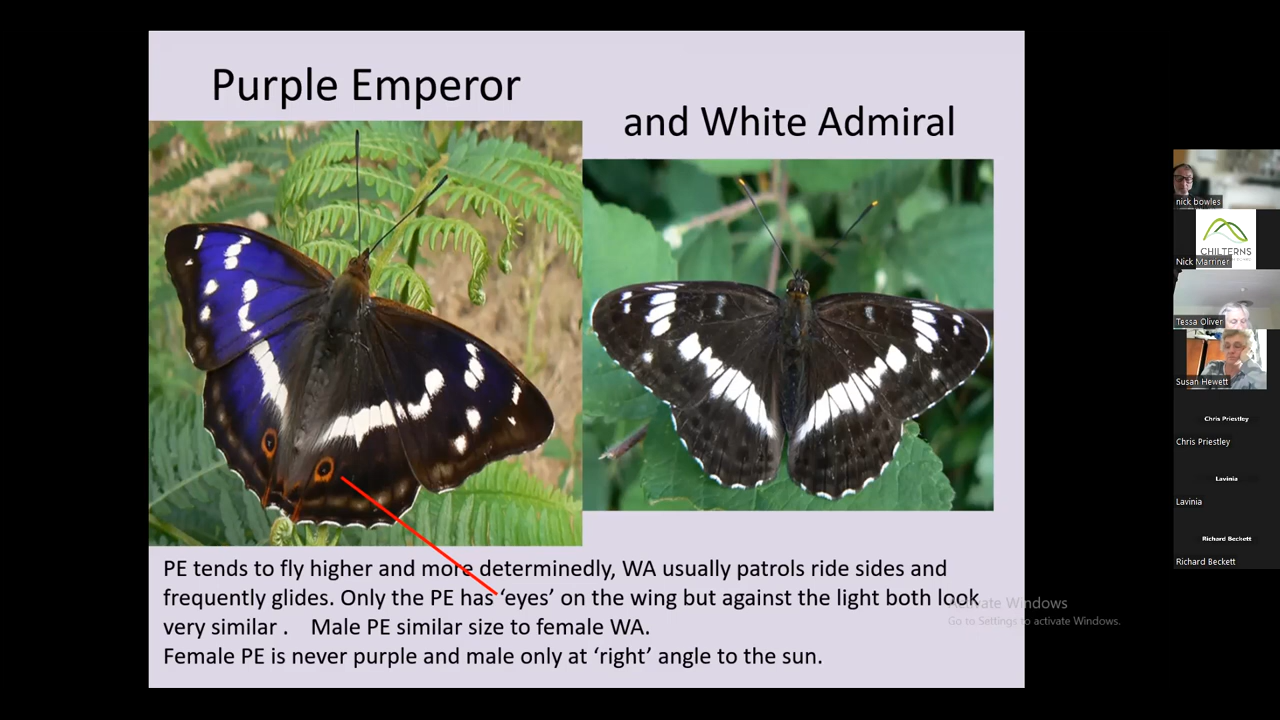 Purple Emperor
and White Admiral
PE tends to fly higher and more determinedly, WA usually patrols ride sides and
frequently glides. Only the PE has ‘eyes’ on the wing but against the light both look
very similar . Male PE similar size to female WA.
Female PE is never purple and male only at ‘right’ angle to the sun.
Activate Windows
Go to Settings to activate Windows.
nick bowles
CHILTERNS
Nick Marriner
Tessa Oliver
Susan Hewett
Chris Priestley
Chris Priestley
Lavinia
Lavinia
Richard Beckett
Richard Beckett